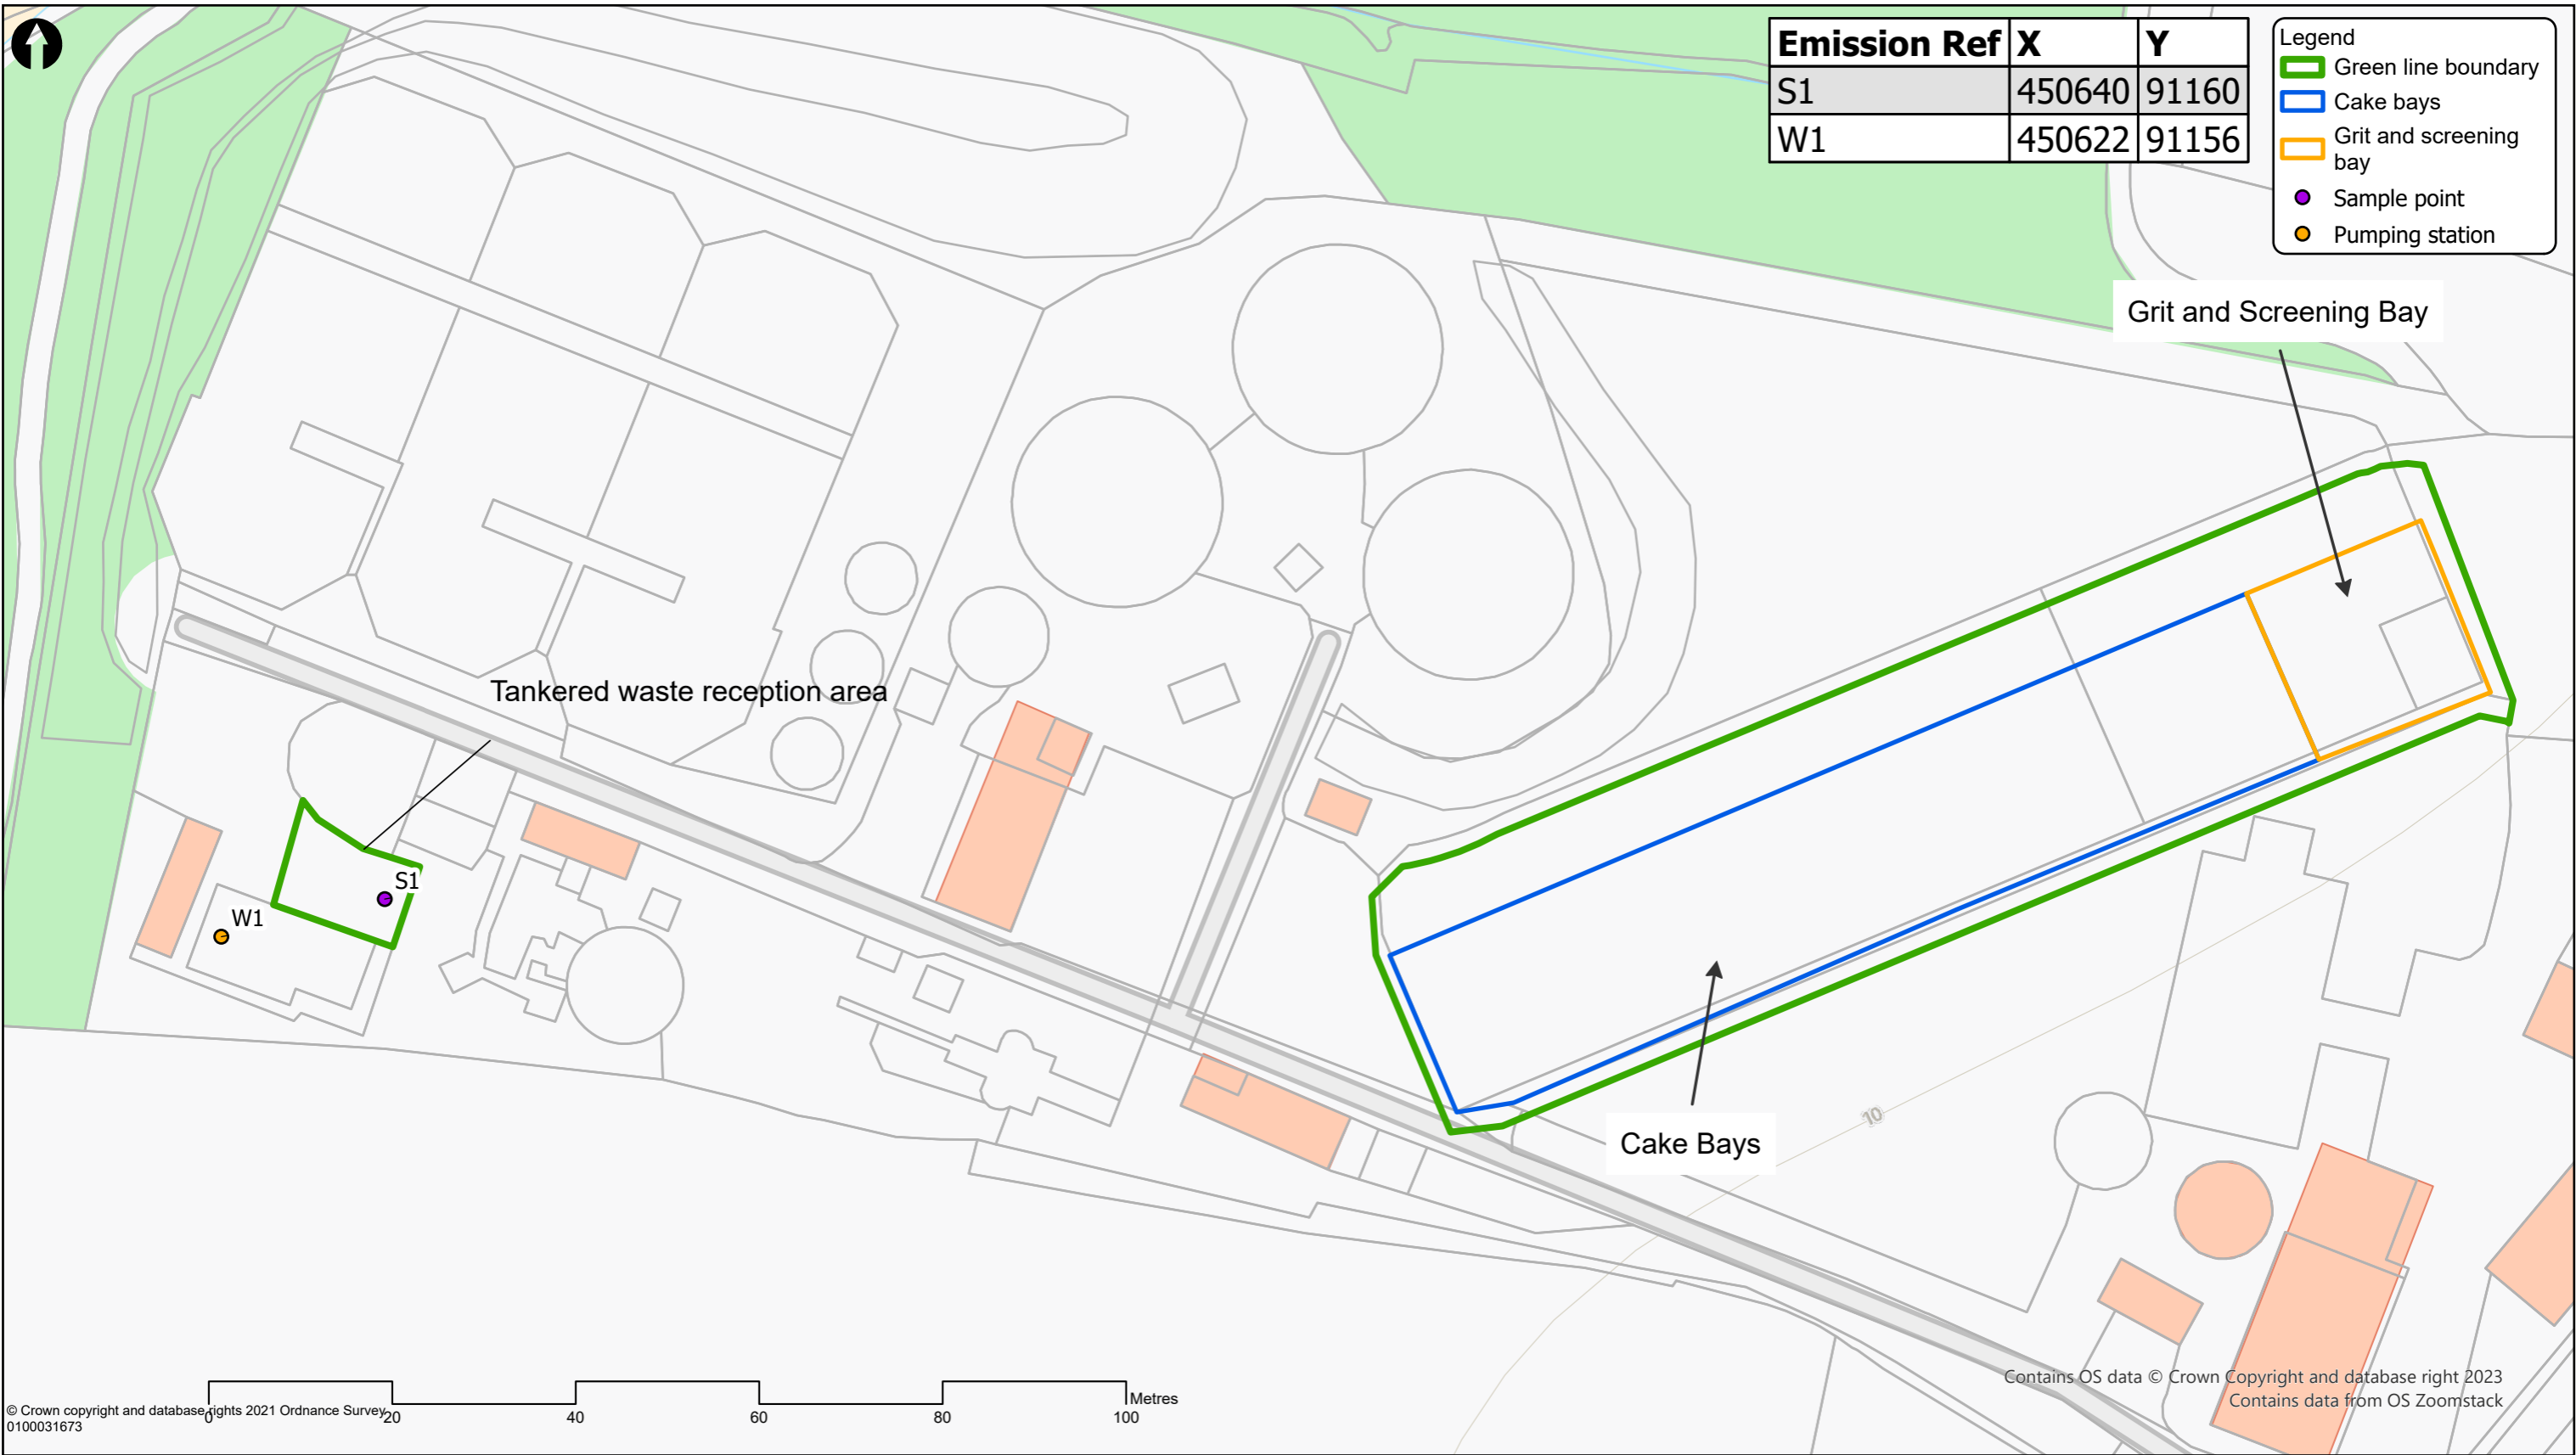 Emission Ref X Y
S1 450640 91160
W1 450622 91156
Legend
Green line boundary
Cake bays
Grit and screening
bay
Sample point
Pumping station
Grit and Screening Bay
Tankered waste reception area
S1
W1
10
Cake Bays
Contains OS data © Crown Copyright and database right 2023
Contains data from OS Zoomstack
Metres
0 20 40 60 80 100
© Crown copyright and database rights 2021 Ordnance Survey
0100031673